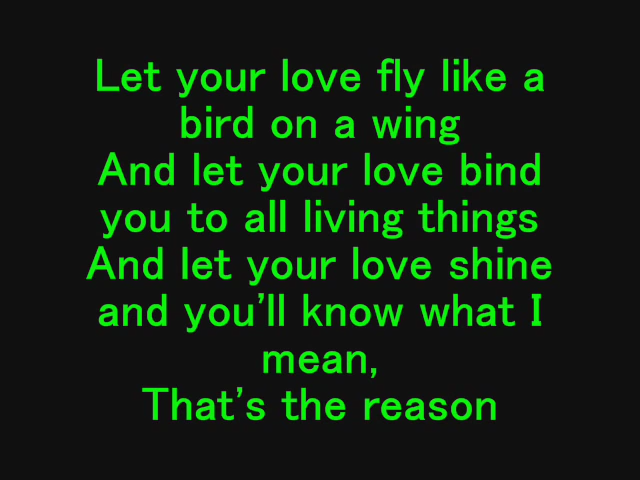 Let your love fly like a
bird on a wing
And let your love bind
you to all living things
And let your love shine
and you'll know what I
mean,
That's the reason